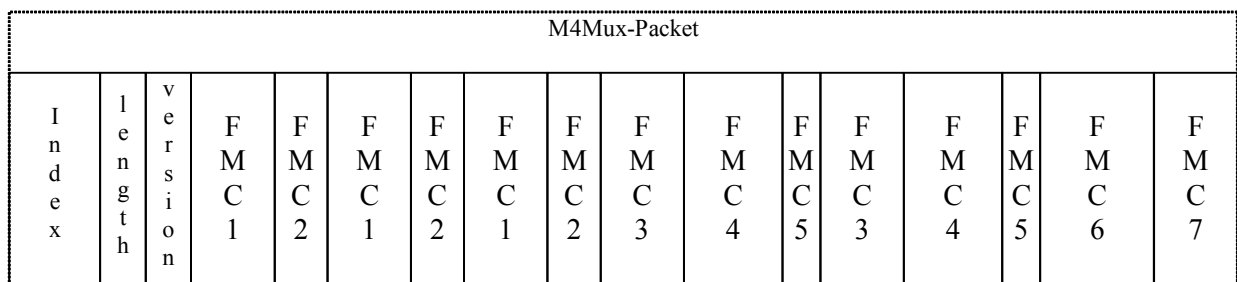 M4Mux-Packet
Index
length
version
FMC1
FMC2
FMC1
FMC2
FMC1
FMC2
FMC3
FMC4
FMC5
FMC3
FMC4
FMC5
FMC6
FMC7